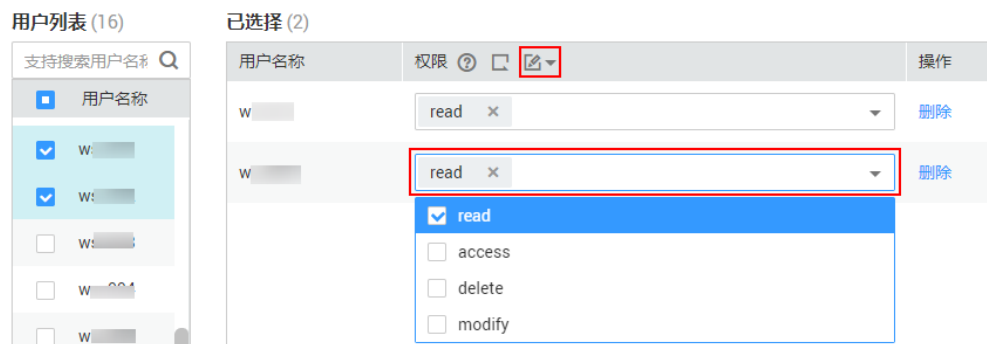 用户列表 (16)
已选择 (2)
支持搜索用户名称
用户名称
用户名称 权限 操作
w read × 删除
w read × 删除
read
access
delete
modify